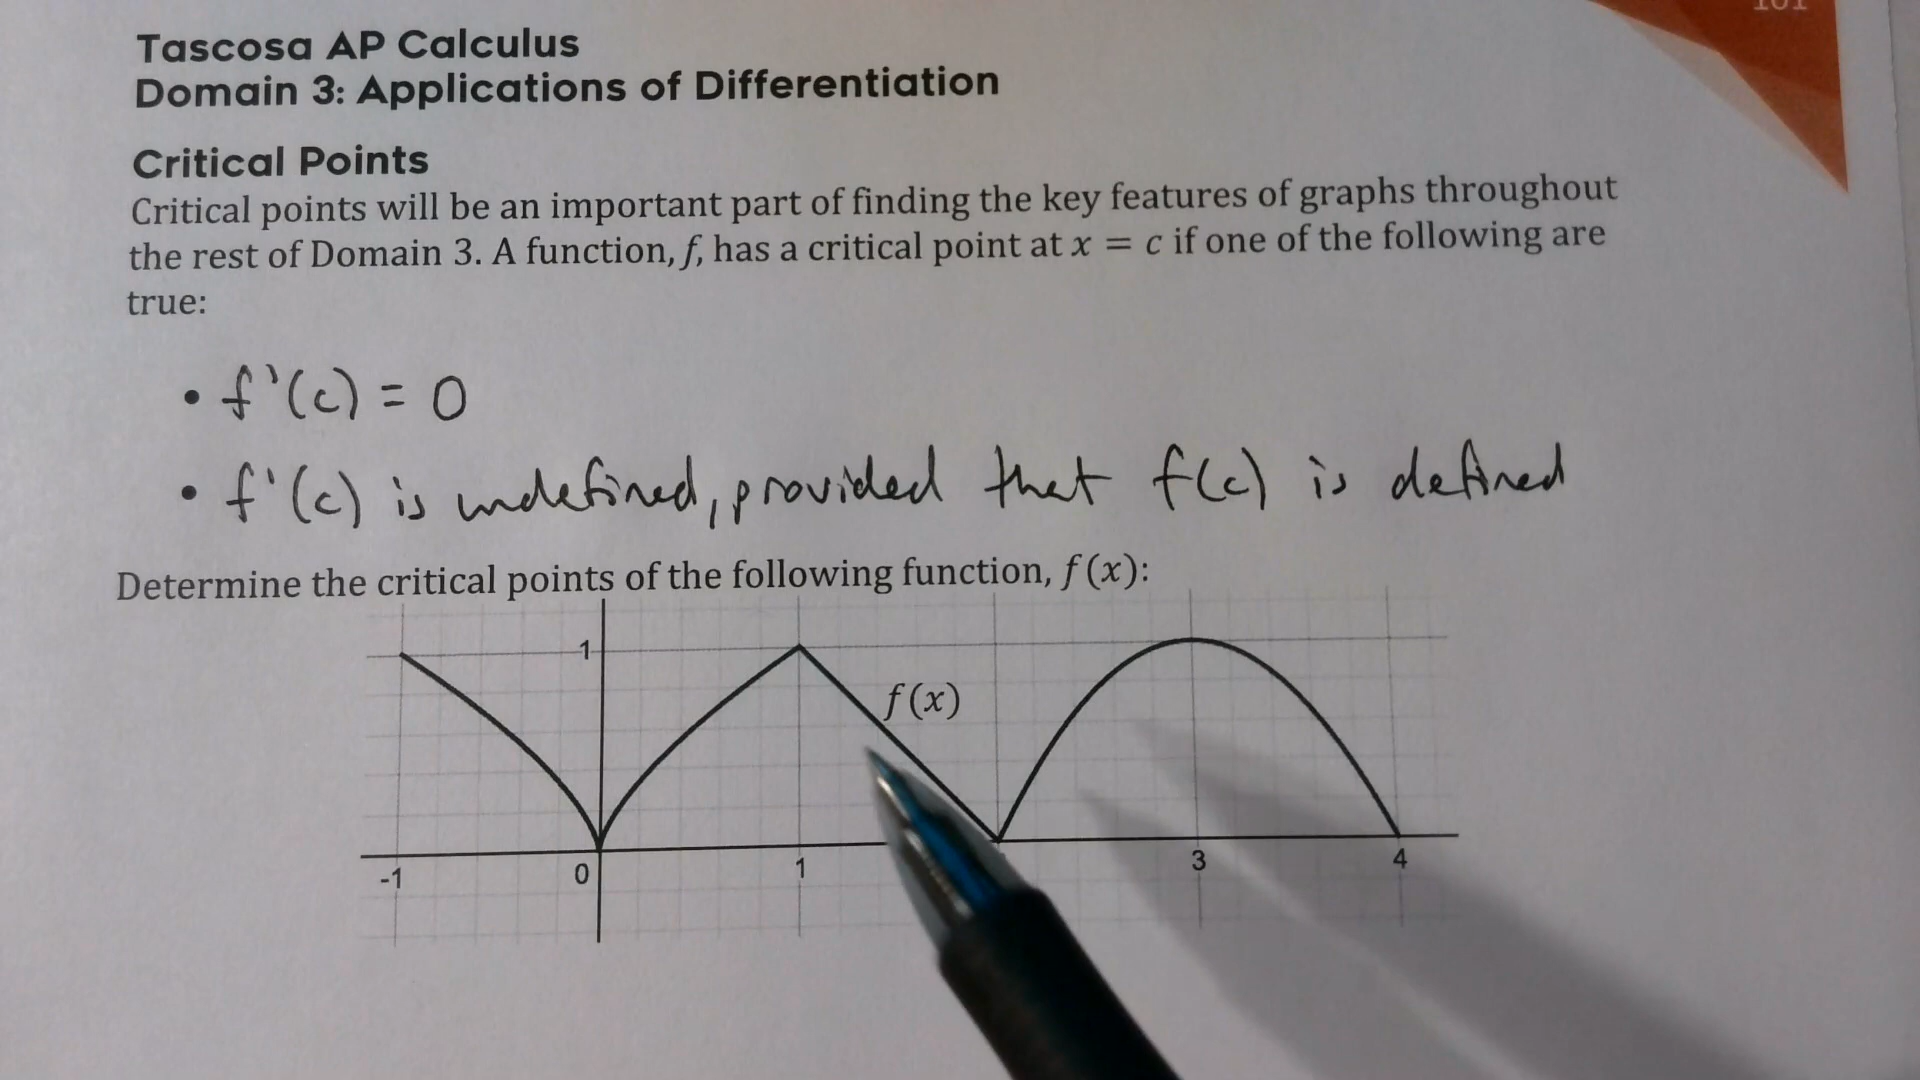 101
Tascosa AP Calculus
Domain 3: Applications of Differentiation
Critical Points
Critical points will be an important part of finding the key features of graphs throughout
the rest of Domain 3. A function, f, has a critical point at x = c if one of the following are
true:
• f'(c) = 0
• f'(c) is undefined, provided that f(c) is defined
Determine the critical points of the following function, f(x):
1
f(x)
-1 0 1 3 4